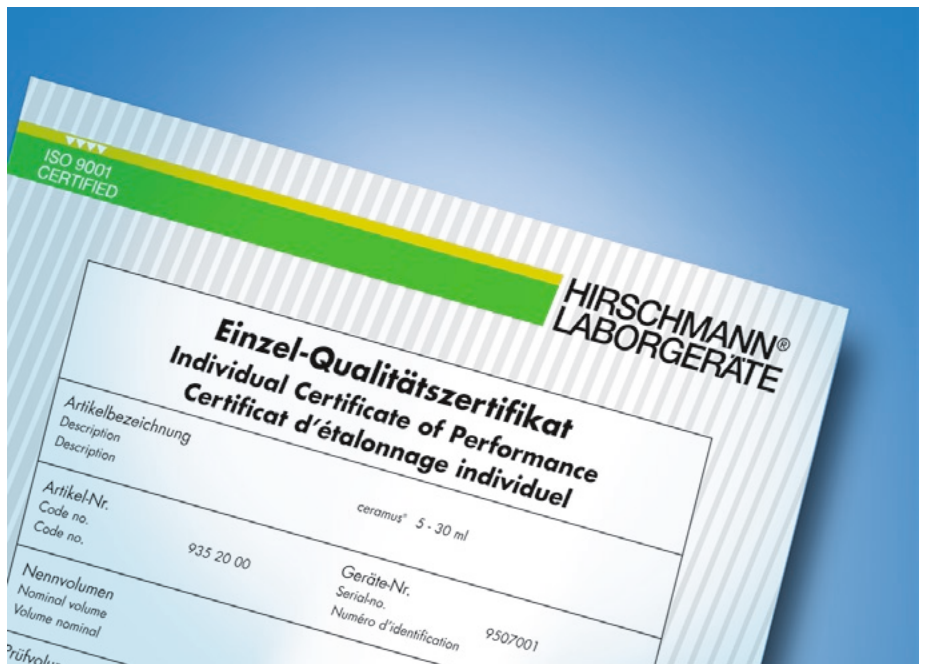 ISO 9001
CERTIFIED
HIRSCHMANN®
LABORGERÄTE
Einzel-Qualitätszertifikat
Individual Certificate of Performance
Certificat d'étalonnage individuel
Artikelbezeichnung
Description
Description
ceramus® 5 - 30 ml
Artikel-Nr.
Code no.
Code no.
935 20 00
Geräte-Nr.
Serial-no.
Numéro d'identification
9507001
Nennvolumen
Nominal volume
Volume nominal